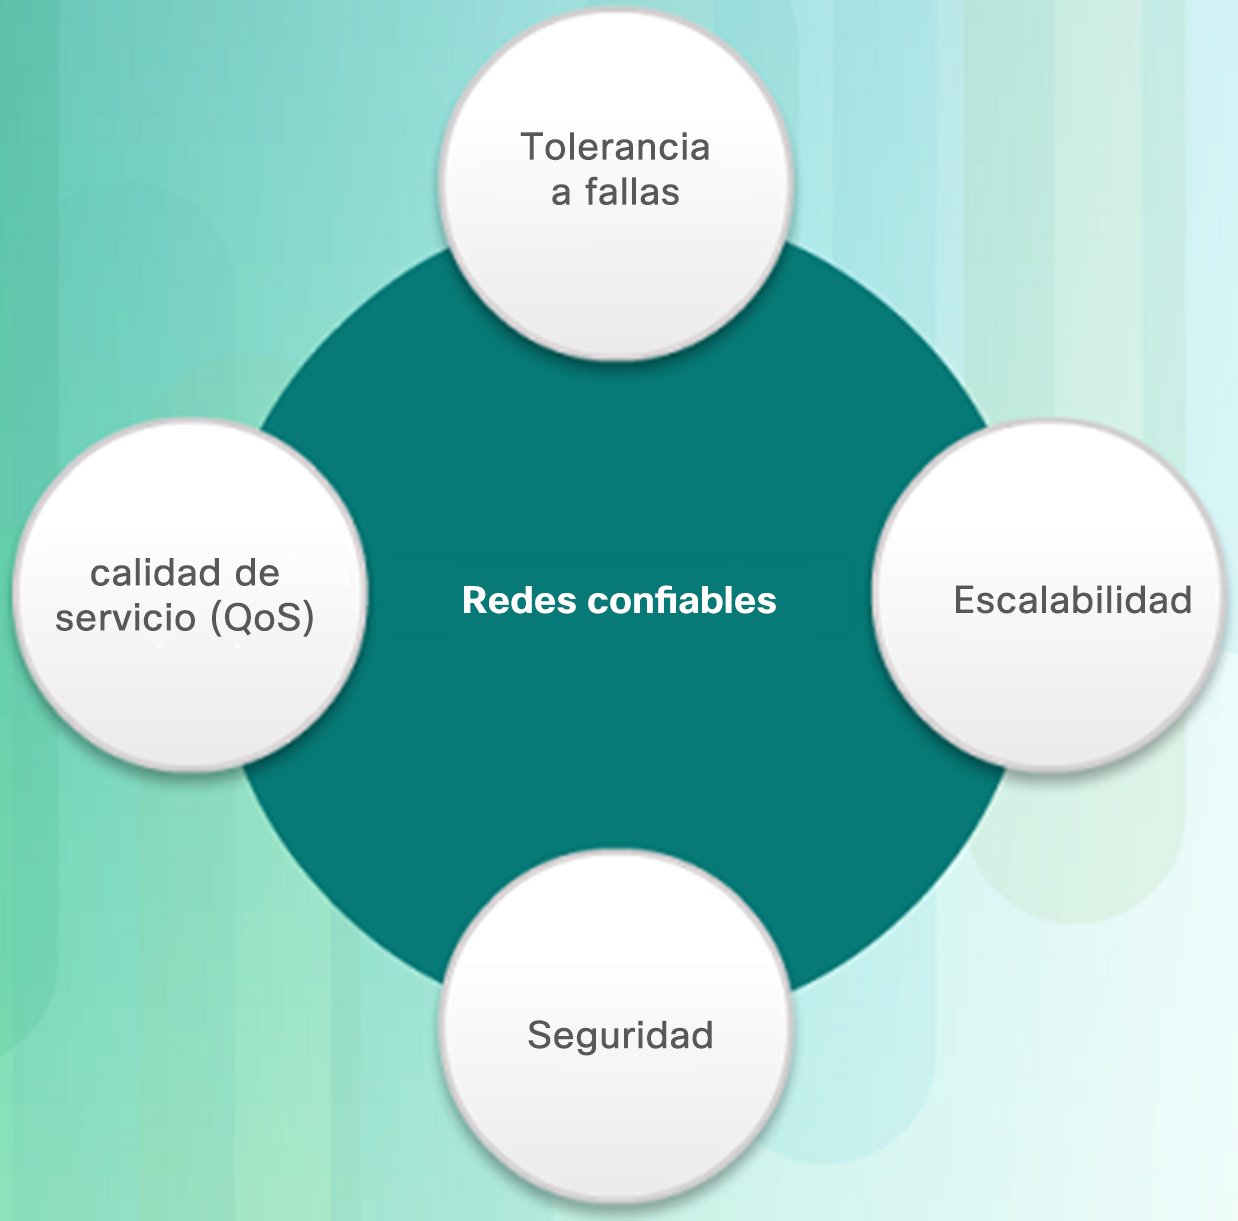 Tolerancia
a fallas
calidad de
servicio (QoS)
Redes confiables
Escalabilidad
Seguridad